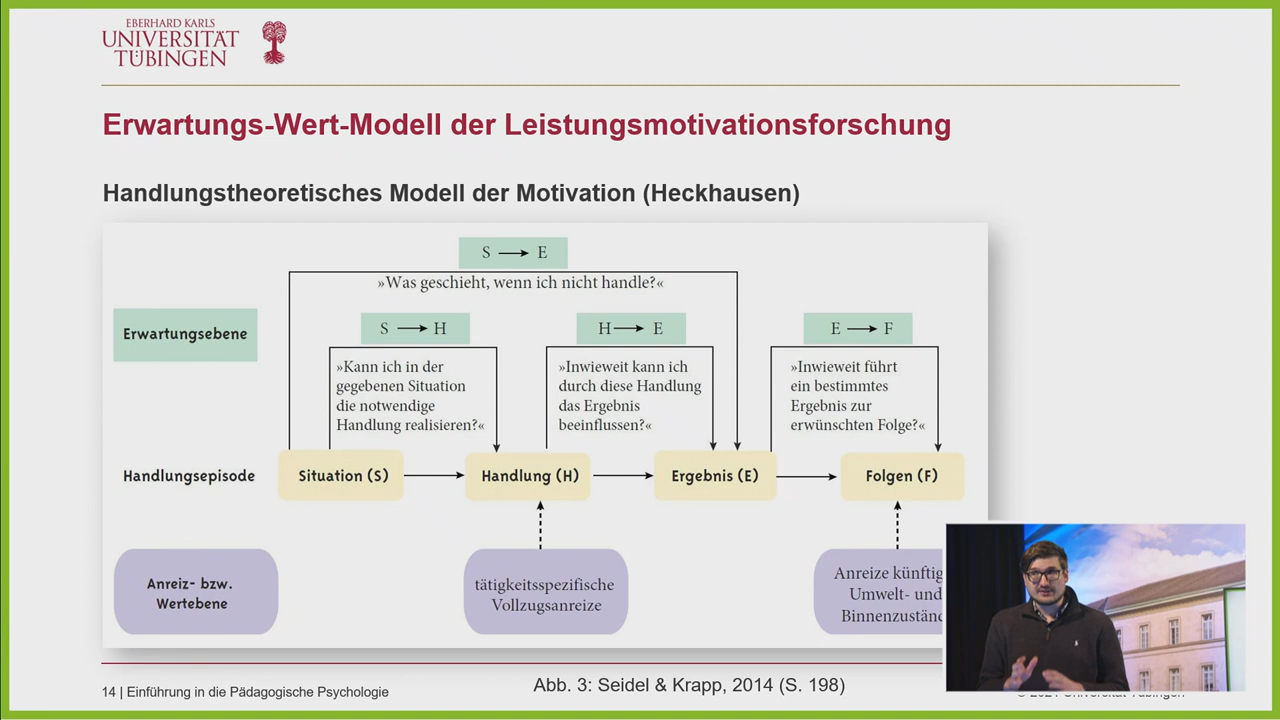 EBERHARD KARLS
UNIVERSITÄT
TÜBINGEN
Erwartungs-Wert-Modell der Leistungsmotivationsforschung
Handlungstheoretisches Modell der Motivation (Heckhausen)
S → E
»Was geschieht, wenn ich nicht handle?«
Erwartungsebene
S → H
»Kann ich in der
gegebenen Situation
die notwendige
Handlung realisieren?«
H → E
»Inwieweit kann ich
durch diese Handlung
das Ergebnis
beeinflussen?«
E → F
»Inwieweit führt
ein bestimmtes
Ergebnis zur
erwünschten Folge?«
Handlungsepisode
Situation (S)
Handlung (H)
Ergebnis (E)
Folgen (F)
Anreiz- bzw.
Wertebene
tätigkeitsspezifische
Vollzugsanreize
Anreize
Umwelt- und
14 | Einführung in die Pädagogische Psychologie
Abb. 3: Seidel & Krapp, 2014 (S. 198)